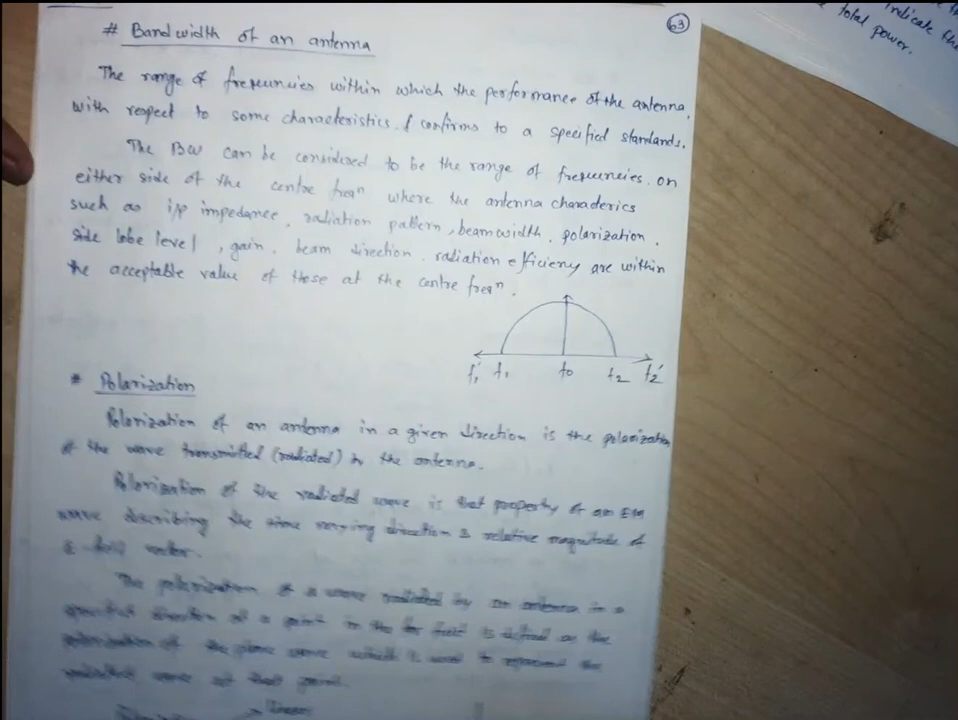 63
# Bandwidth of an antenna
The range of frequencies within which the performance of the antenna,
with respect to some characteristics, confirms to a specified standards.
The BW can be considered to be the range of frequencies, on
either side of the centre freqn where the antenna characterics
such as i/p impedance, radiation pattern, beamwidth, polarization,
side lobe level, gain, beam direction, radiation efficieny are within
the acceptable value of those at the centre freqn.
f1' f1 f0 f2 f2'
* Polarization
Polarization of an antenna in a given direction is the polarization
of the wave transmitted (radiated) by the antenna.
Polarization of the radiated wave is that property of an EM
wave describing the time varying direction & relative magnitude of
E-field vector.
The polarization of a wave radiated by an antenna in a
specified direction at a point in the far field is defined as the
polarization of the plane wave which is used to represent the
radiated wave at that point.
Linear
indicate the
total power.